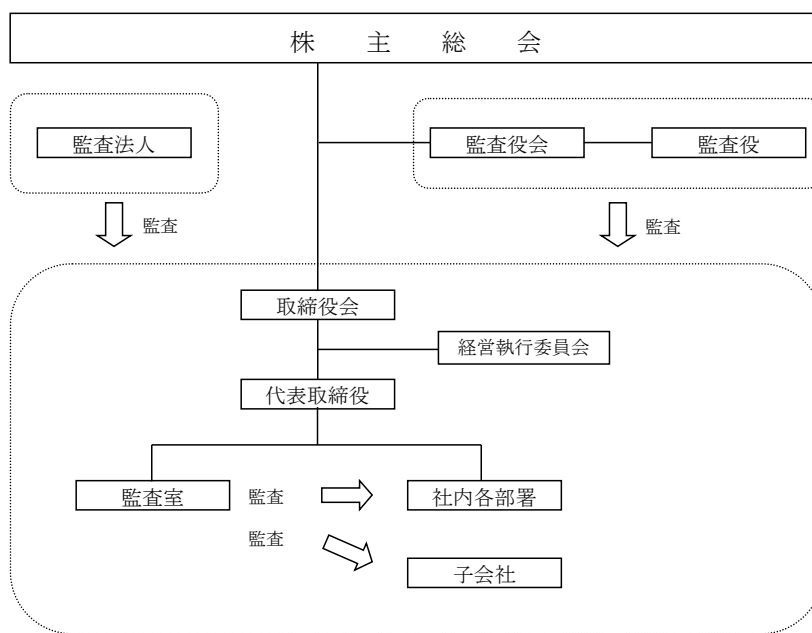 株主総会
監査法人
監査役会
監査役
監査
監査
取締役会
経営執行委員会
代表取締役
監査室
監査
社内各部署
監査
子会社